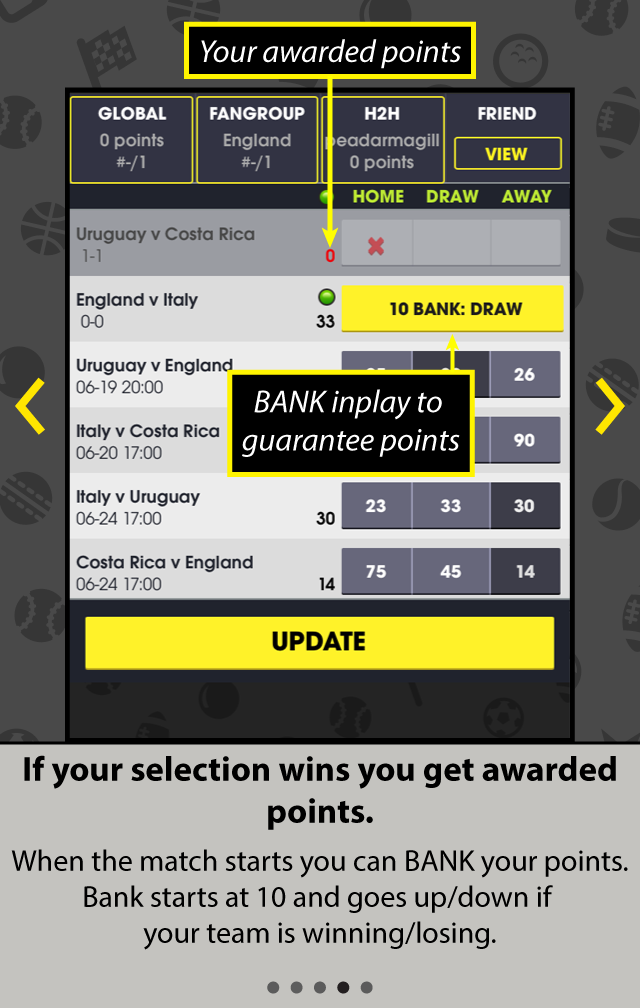 Your awarded points
GLOBAL
0 points
#-/1
FANGROUP
England
#-/1
H2H
peadarmagill
0 points
FRIEND
VIEW
HOME DRAW AWAY
Uruguay v Costa Rica
1-1 0
England v Italy
0-0 33 10 BANK: DRAW
Uruguay v England
06-19 20:00 26
BANK inplay to
guarantee points
Italy v Costa Rica
06-20 17:00 90
Italy v Uruguay
06-24 17:00 30 23 33 30
Costa Rica v England
06-24 17:00 14 75 45 14
UPDATE
If your selection wins you get awarded
points.
When the match starts you can BANK your points.
Bank starts at 10 and goes up/down if
your team is winning/losing.